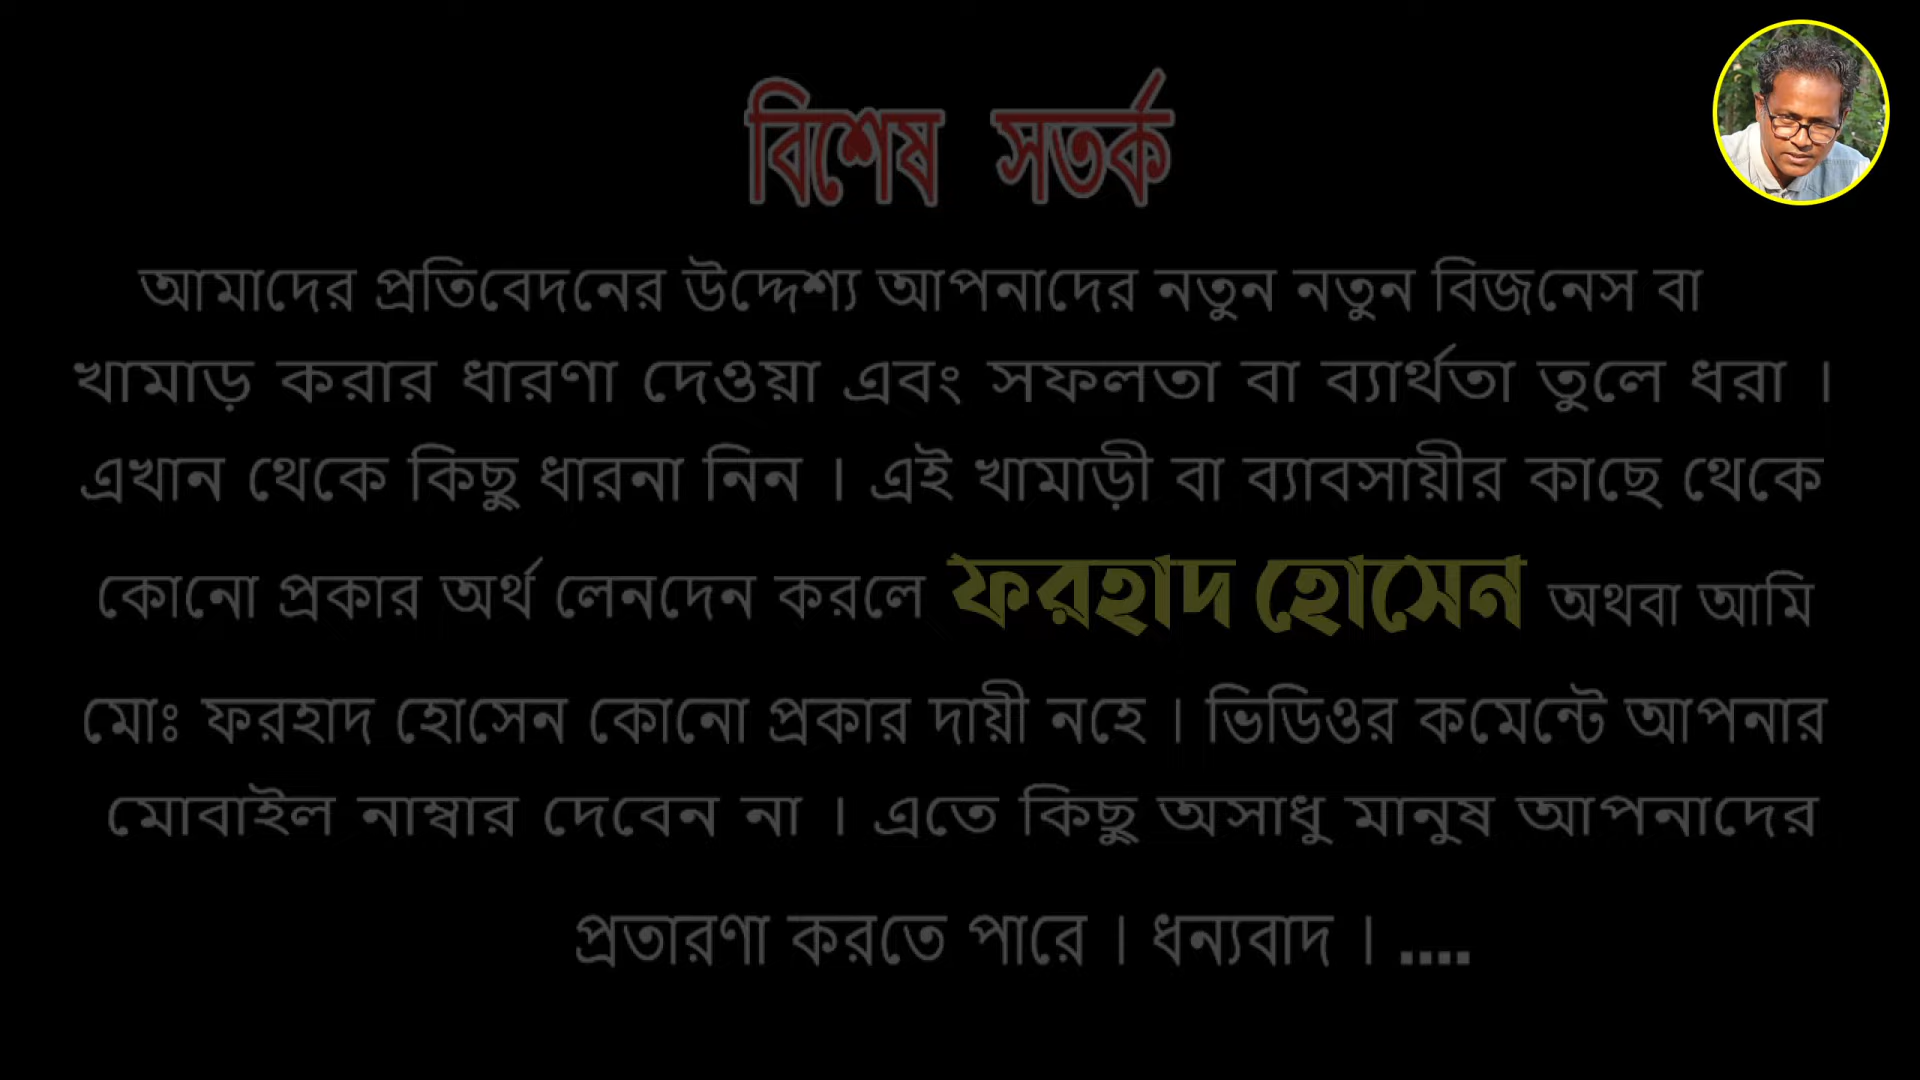 বিশেষ সতর্ক
আমাদের প্রতিবেদনের উদ্দেশ্য আপনাদের নতুন নতুন বিজনেস বা
খামাড় করার ধারণা দেওয়া এবং সফলতা বা ব্যার্থতা তুলে ধরা ।
এখান থেকে কিছু ধারনা নিন । এই খামাড়ী বা ব্যাবসায়ীর কাছে থেকে
কোনো প্রকার অর্থ লেনদেন করলে ফরহাদ হোসেন অথবা আমি
মোঃ ফরহাদ হোসেন কোনো প্রকার দায়ী নহে । ভিডিওর কমেন্টে আপনার
মোবাইল নাম্বার দেবেন না । এতে কিছু অসাধু মানুষ আপনাদের
প্রতারণা করতে পারে । ধন্যবাদ । ....